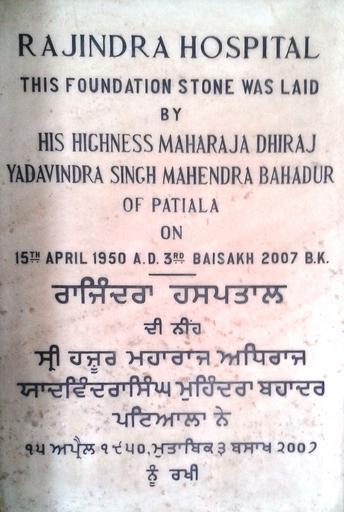 RAJINDRA HOSPITAL
THIS FOUNDATION STONE WAS LAID
BY
HIS HIGHNESS MAHARAJA DHIRAJ
YADAVINDRA SINGH MAHENDRA BAHADUR
OF PATIALA
ON
15TH APRIL 1950 A.D. 3RD BAISAKH 2007 B.K.
ਰਾਜਿੰਦਰਾ ਹਸਪਤਾਲ
ਦੀ ਨੀਂਹ
ਸ੍ਰੀ ਹਜ਼ੂਰ ਮਹਾਰਾਜ ਅਧਿਰਾਜ
ਯਾਦਵਿੰਦਰਾਸਿੰਘ ਮੁਹਿੰਦਰਾ ਬਹਾਦਰ
ਪਟਿਆਲਾ ਨੇ
੧੫ ਅਪ੍ਰੈਲ ੧੯੫੦,ਮੁਤਾਬਿਕ ੩ ਬਸਾਖ ੨੦੦੭
ਨੂੰ ਰਖੀ